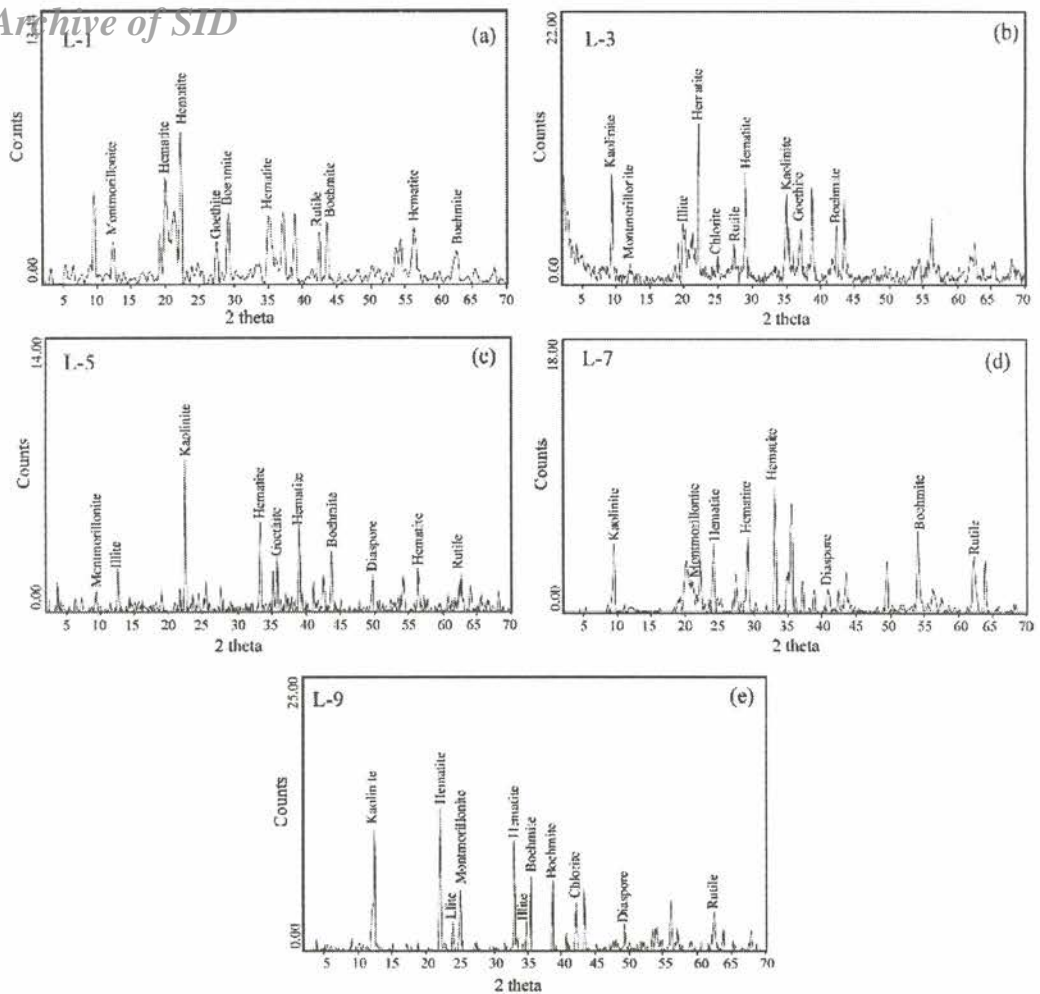 Archive of SID
L-1
(a)
13.44
Counts
0.00
Montmorillonite
Hematite
Hematite
Goethite
Boehmite
Hematite
Rutile
Boehmite
Hematite
Boehmite
5 10 15 20 25 30 35 40 45 50 55 60 65 70
2 theta
L-3
(b)
22.00
Counts
0.00
Kaolinite
Montmorillorite
Illite
Hematite
Chlorite
Rutile
Hematite
Kaolinite
Goethite
Boehmite
5 10 15 20 25 30 35 40 45 50 55 60 65 70
2 theta
L-5
(c)
14.00
Counts
0.00
Montmorillonite
Illite
Kaolinite
Hematite
Goetaite
Hematite
Boehmite
Diaspore
Hematite
Rutile
5 10 15 20 25 30 35 40 45 50 55 60 65 70
2 theta
L-7
(d)
18.00
Counts
0.00
Kaolinite
Montmorillonite
Hematite
Hematite
Hematite
Diaspore
Boehmite
Rutile
5 10 15 20 25 30 35 40 45 50 55 60 65 70
2 theta
L-9
(e)
25.00
Counts
0.00
Kaolinite
Hematite
Llite
Montmorillonite
Hematite
Illite
Boehmite
Boehmite
Chlorite
Diaspore
Rutile
5 10 15 20 25 30 35 40 45 50 55 60 65 70
2 theta